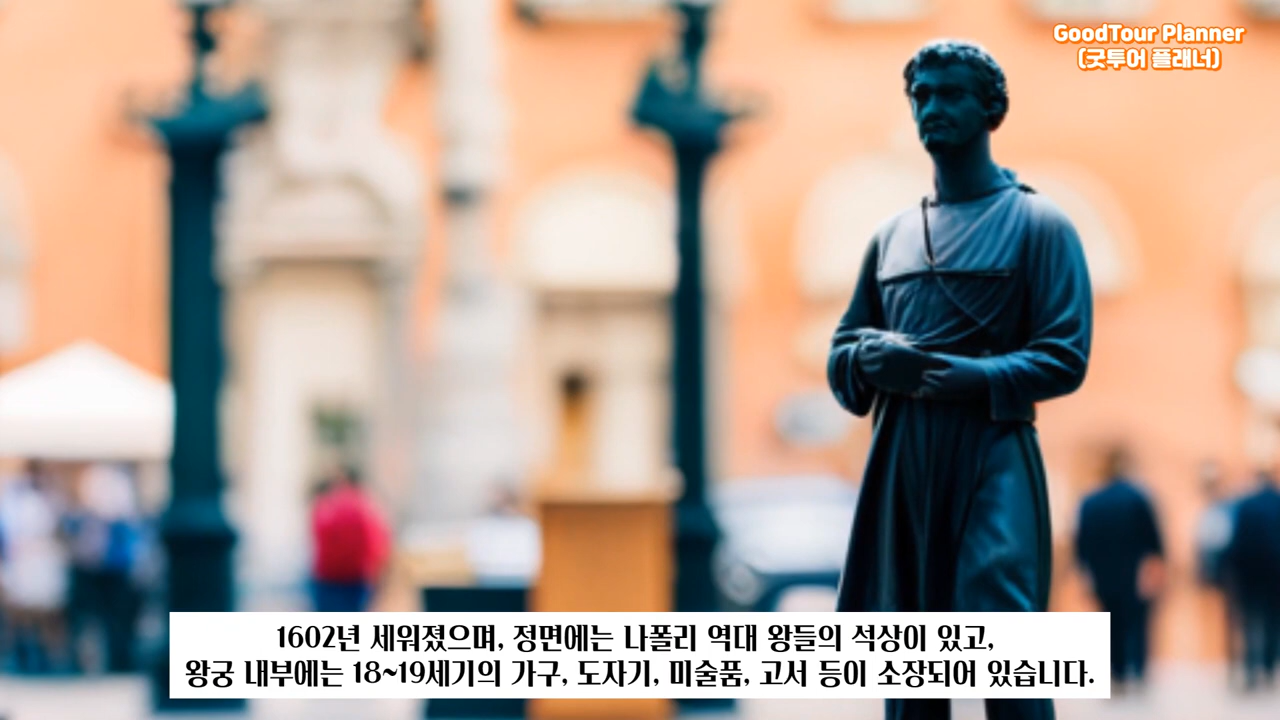 GoodTour Planner
(굿투어 플래너)
1602년 세워졌으며, 정면에는 나폴리 역대 왕들의 석상이 있고,
왕궁 내부에는 18~19세기의 가구, 도자기, 미술품, 고서 등이 소장되어 있습니다.